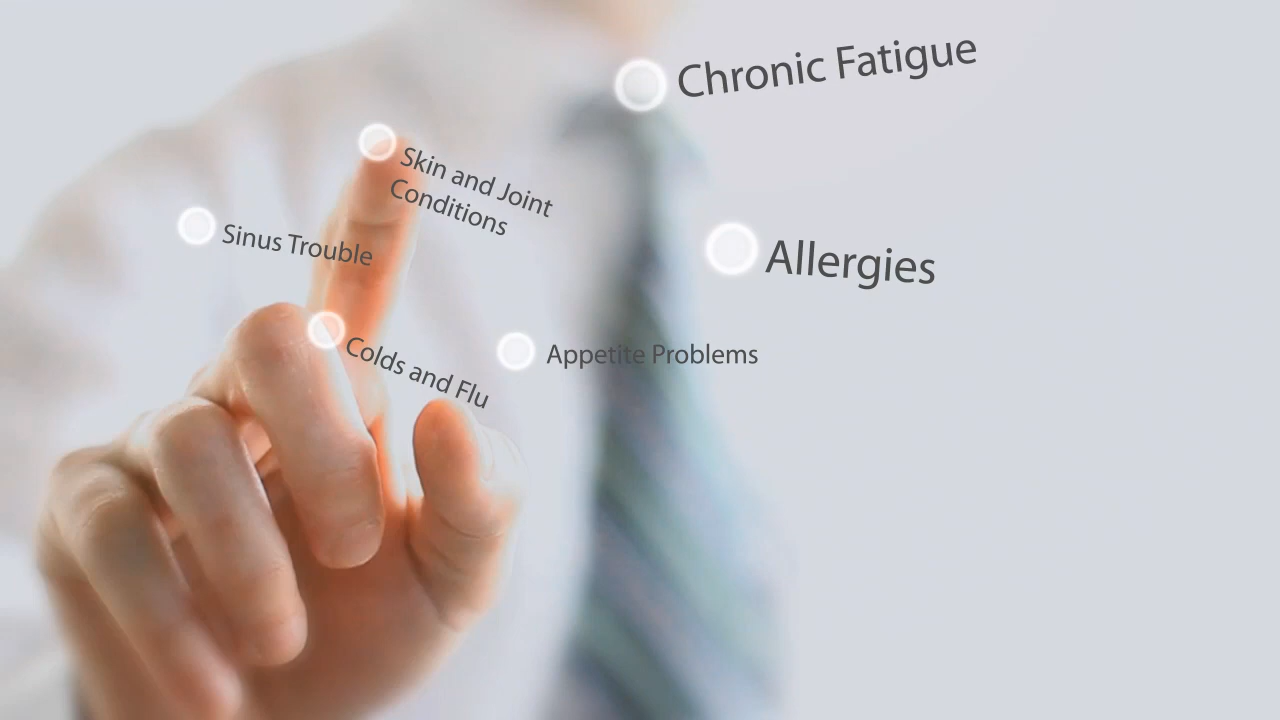 Chronic Fatigue
Skin and Joint
Conditions
Sinus Trouble
Allergies
Colds and Flu
Appetite Problems